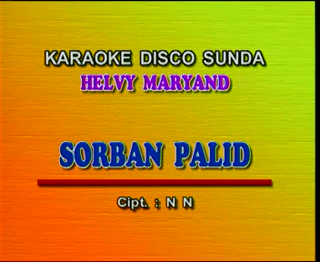 KARAOKE DISCO SUNDA
HELVY MARYAND
SORBAN PALID
Cipt. : N N